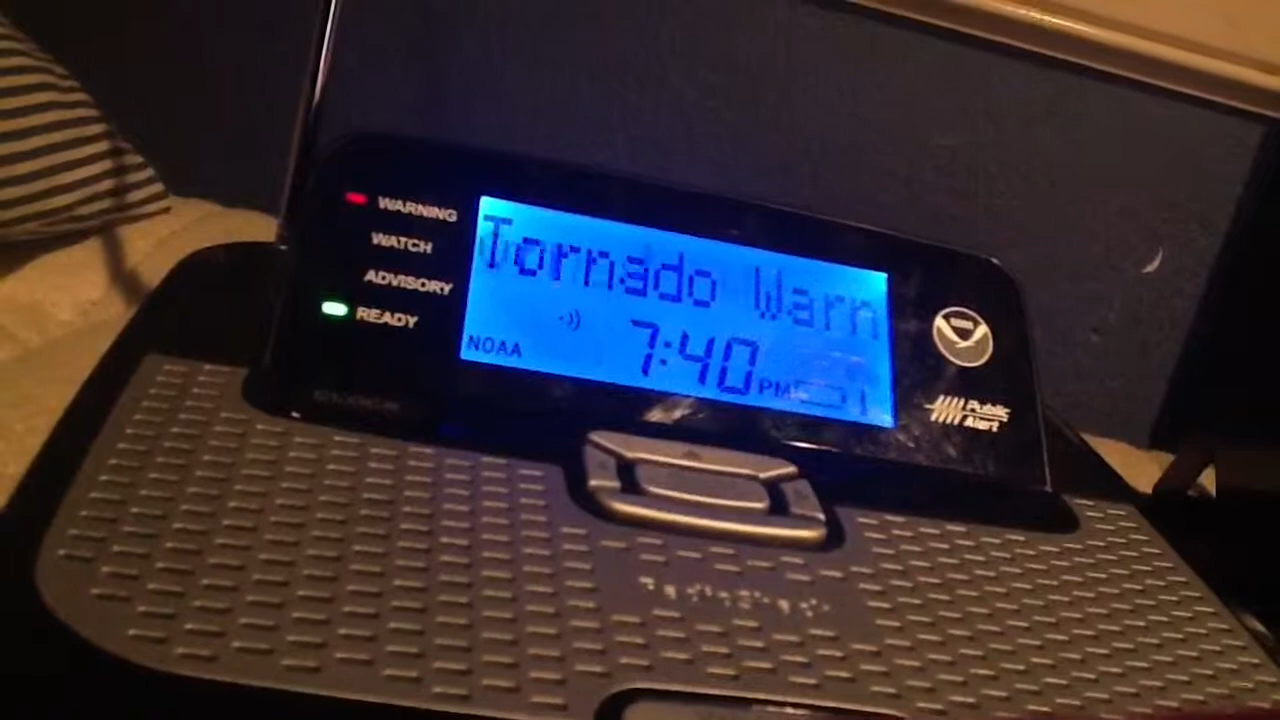 WARNING
WATCH
ADVISORY
READY
Tornado Warn
7:40 PM
NOAA
Public
Alert